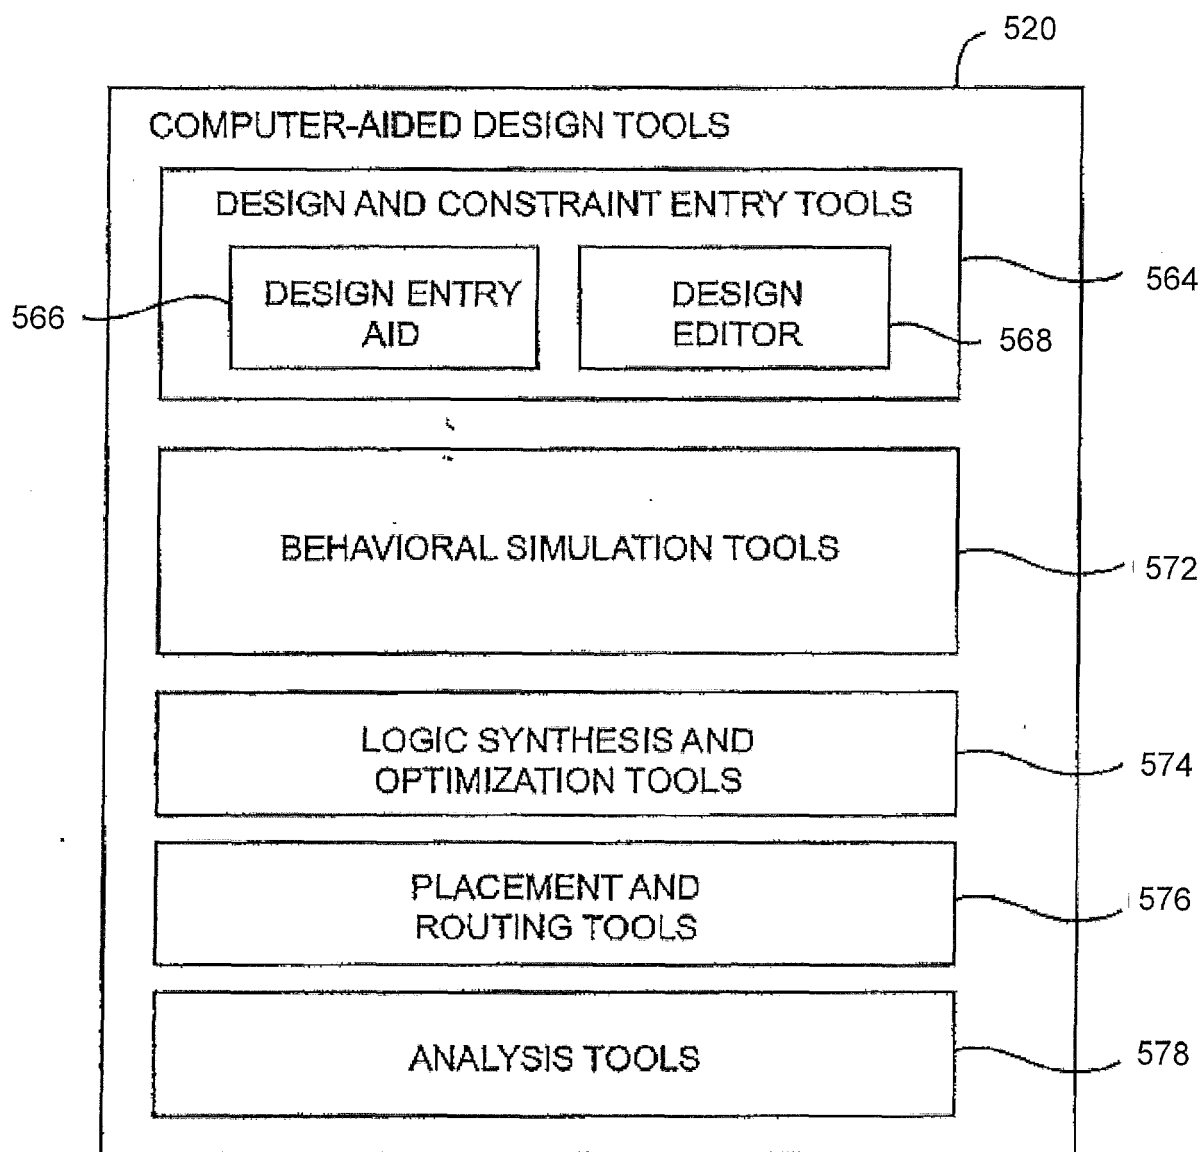 520
COMPUTER-AIDED DESIGN TOOLS
DESIGN AND CONSTRAINT ENTRY TOOLS
564
566
DESIGN ENTRY
AID
DESIGN
EDITOR
568
BEHAVIORAL SIMULATION TOOLS
572
LOGIC SYNTHESIS AND
OPTIMIZATION TOOLS
574
PLACEMENT AND
ROUTING TOOLS
576
ANALYSIS TOOLS
578